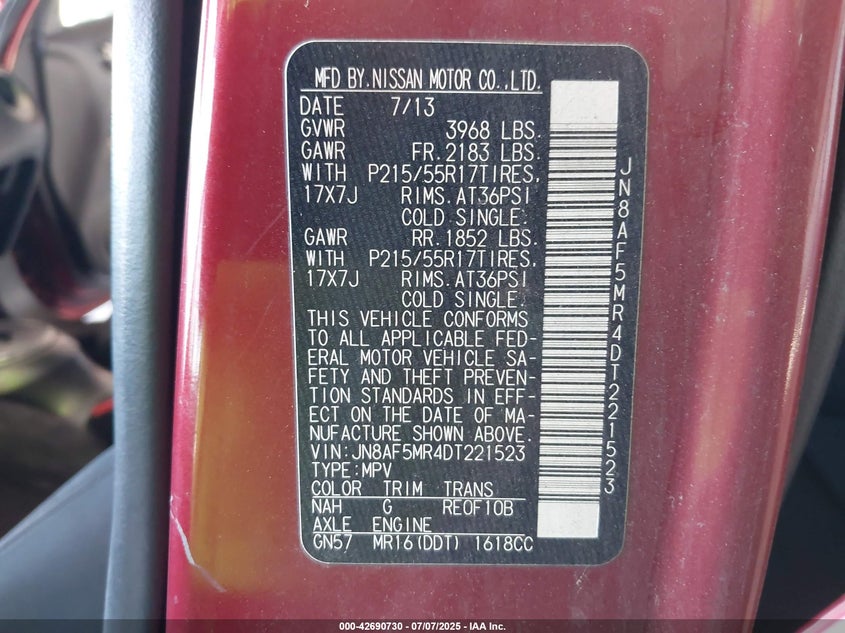 MFD BY.NISSAN MOTOR CO.,LTD.
DATE 7/13
GVWR 3968 LBS.
GAWR FR.2183 LBS.
WITH P215/55R17TIRES,
17X7J RIMS.AT36PSI
COLD SINGLE.
GAWR RR.1852 LBS.
WITH P215/55R17TIRES,
17X7J RIMS.AT36PSI
COLD SINGLE.
THIS VEHICLE CONFORMS
TO ALL APPLICABLE FED-
ERAL MOTOR VEHICLE SA-
FETY AND THEFT PREVEN-
TION STANDARDS IN EFF-
ECT ON THE DATE OF MA-
NUFACTURE SHOWN ABOVE.
VIN:JN8AF5MR4DT221523
TYPE:MPV
COLOR TRIM TRANS
NAH G RE0F10B
AXLE ENGINE
GN57 MR16(DDT) 1618CC
JN8AF5MR4DT221523
000-42690730 - 07/07/2025 - IAA Inc.